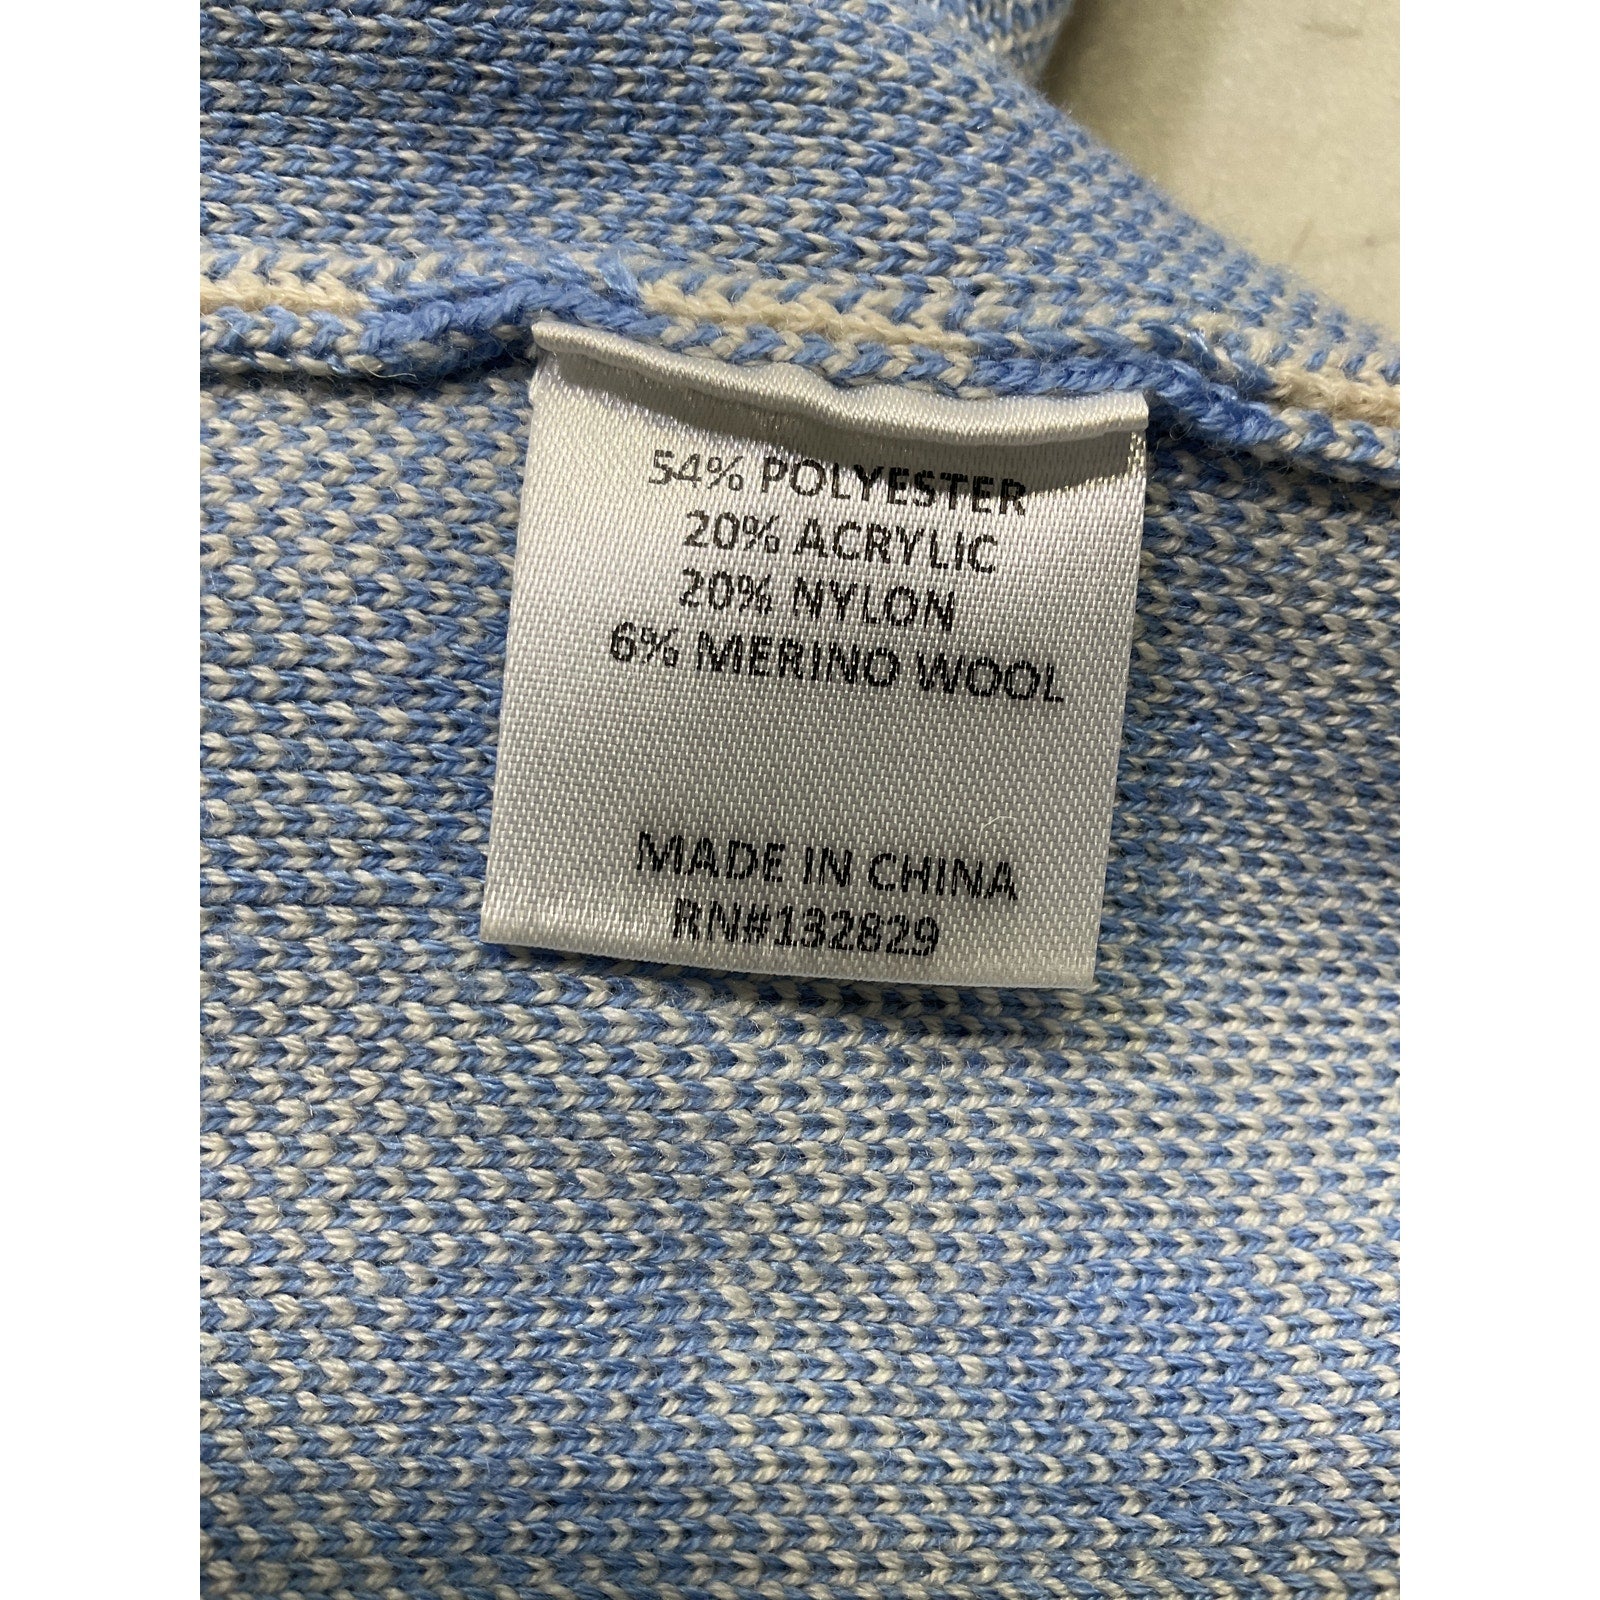 54% POLYESTER
20% ACRYLIC
20% NYLON
6% MERINO WOOL
MADE IN CHINA
RN#132829